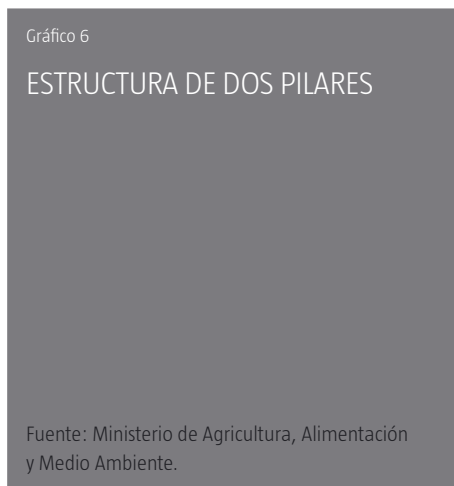 Gráfico 6
ESTRUCTURA DE DOS PILARES
Fuente: Ministerio de Agricultura, Alimentación
y Medio Ambiente.